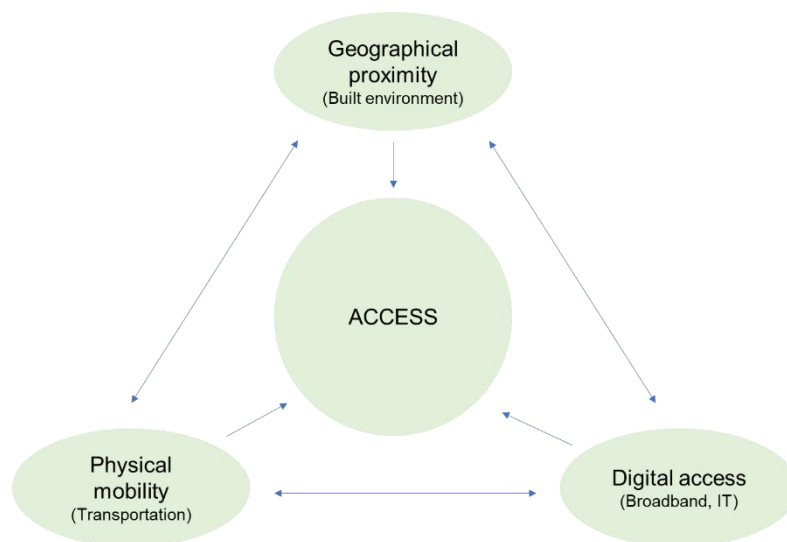 Geographical
proximity
(Built environment)
ACCESS
Physical
mobility
(Transportation)
Digital access
(Broadband, IT)